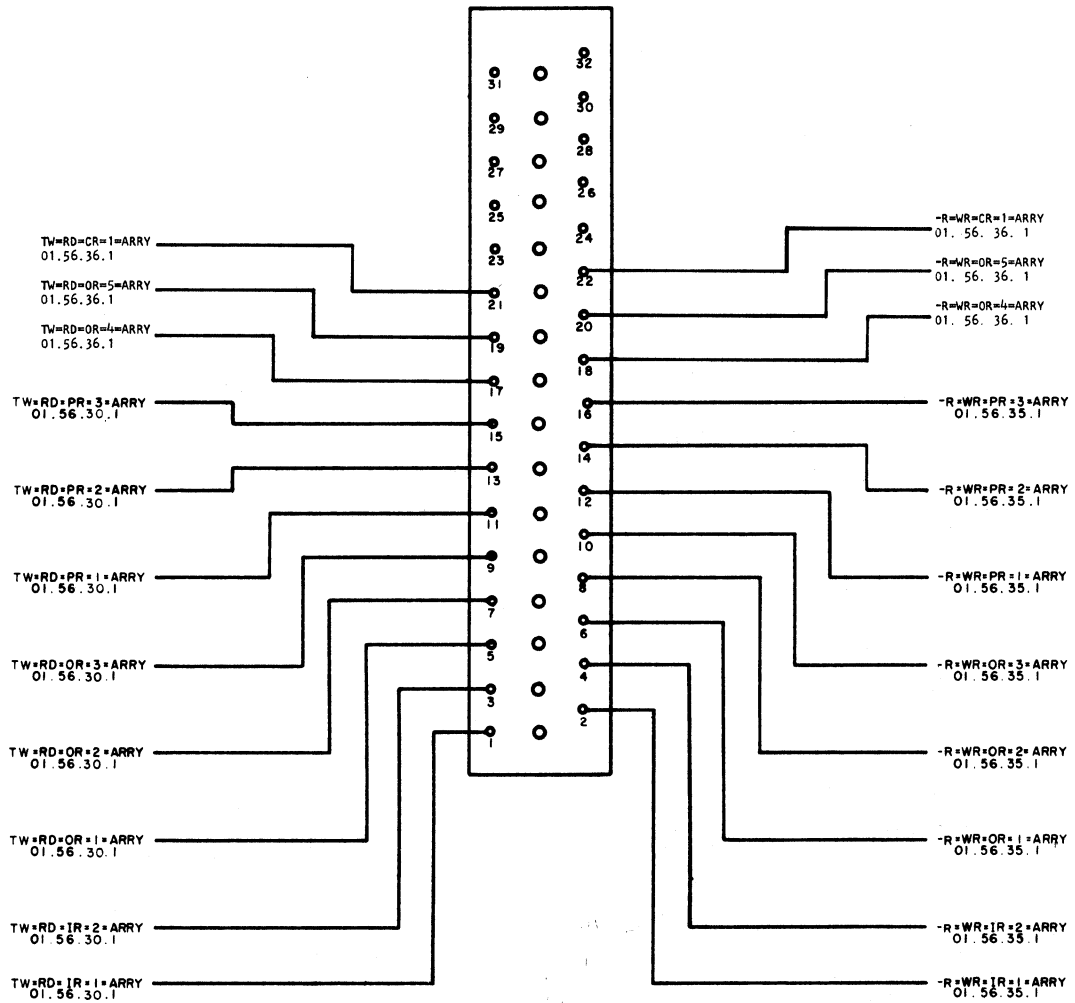 32
31
30
29
28
27
26
25
24
23
22
21
20
19
18
17
16
15
14
13
12
11
10
9
8
7
6
5
4
3
2
1
TW=RD=CR=1=ARRY
01.56.36.1
TW=RD=OR=5=ARRY
01.56.36.1
TW=RD=OR=4=ARRY
01.56.36.1
TW=RD=PR=3=ARRY
01.56.30.1
TW=RD=PR=2=ARRY
01.56.30.1
TW=RD=PR=1=ARRY
01.56.30.1
TW=RD=OR=3=ARRY
01.56.30.1
TW=RD=OR=2=ARRY
01.56.30.1
TW=RD=OR=1=ARRY
01.56.30.1
TW=RD=IR=2=ARRY
01.56.30.1
TW=RD=IR=1=ARRY
01.56.30.1
-R=WR=CR=1=ARRY
01. 56. 36. 1
-R=WR=OR=5=ARRY
01. 56. 36. 1
-R=WR=OR=4=ARRY
01. 56. 36. 1
-R=WR=PR=3=ARRY
01.56.35.1
-R=WR=PR=2=ARRY
01.56.35.1
-R=WR=PR=1=ARRY
01.56.35.1
-R=WR=OR=3=ARRY
01.56.35.1
-R=WR=OR=2=ARRY
01.56.35.1
-R=WR=OR=1=ARRY
01.56.35.1
-R=WR=IR=2=ARRY
01.56.35.1
-R=WR=IR=1=ARRY
01.56.35.1